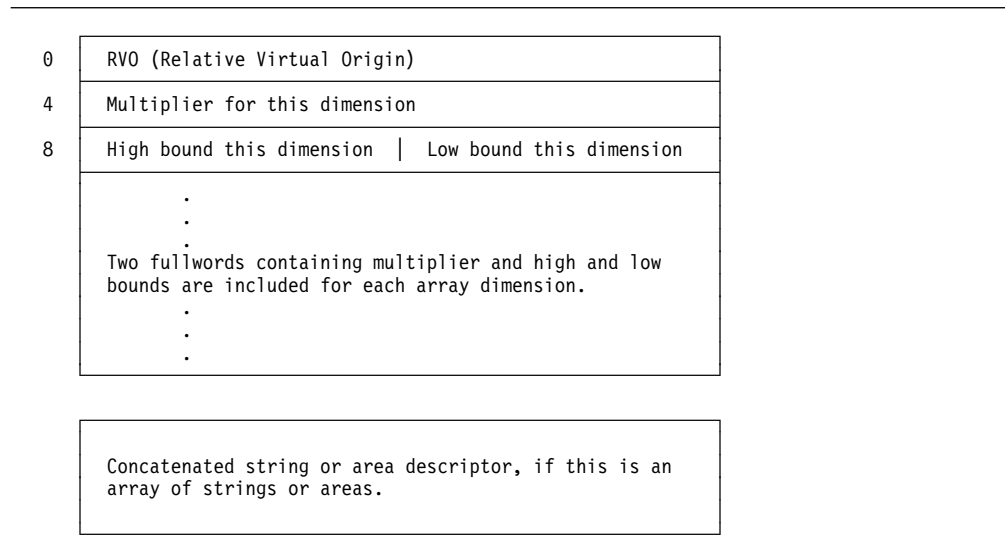 0 RVO (Relative Virtual Origin)
4 Multiplier for this dimension
8 High bound this dimension | Low bound this dimension
.
.
.
Two fullwords containing multiplier and high and low
bounds are included for each array dimension.
.
.
.
Concatenated string or area descriptor, if this is an
array of strings or areas.